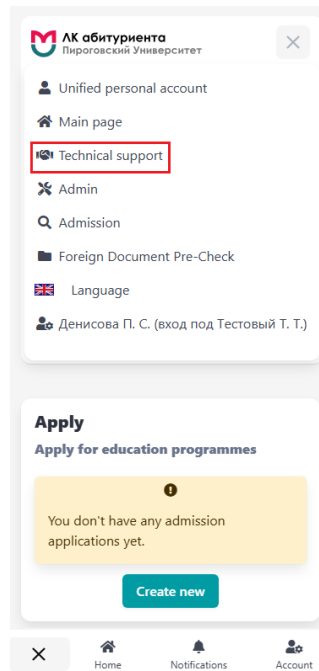 ЛК абитуриента
Пироговский Университет
Unified personal account
Main page
Technical support
Admin
Admission
Foreign Document Pre-Check
Language
Денисова П. С. (вход под Тестовый Т. Т.)
Apply
Apply for education programmes
You don't have any admission
applications yet.
Create new
Home
Notifications
Account